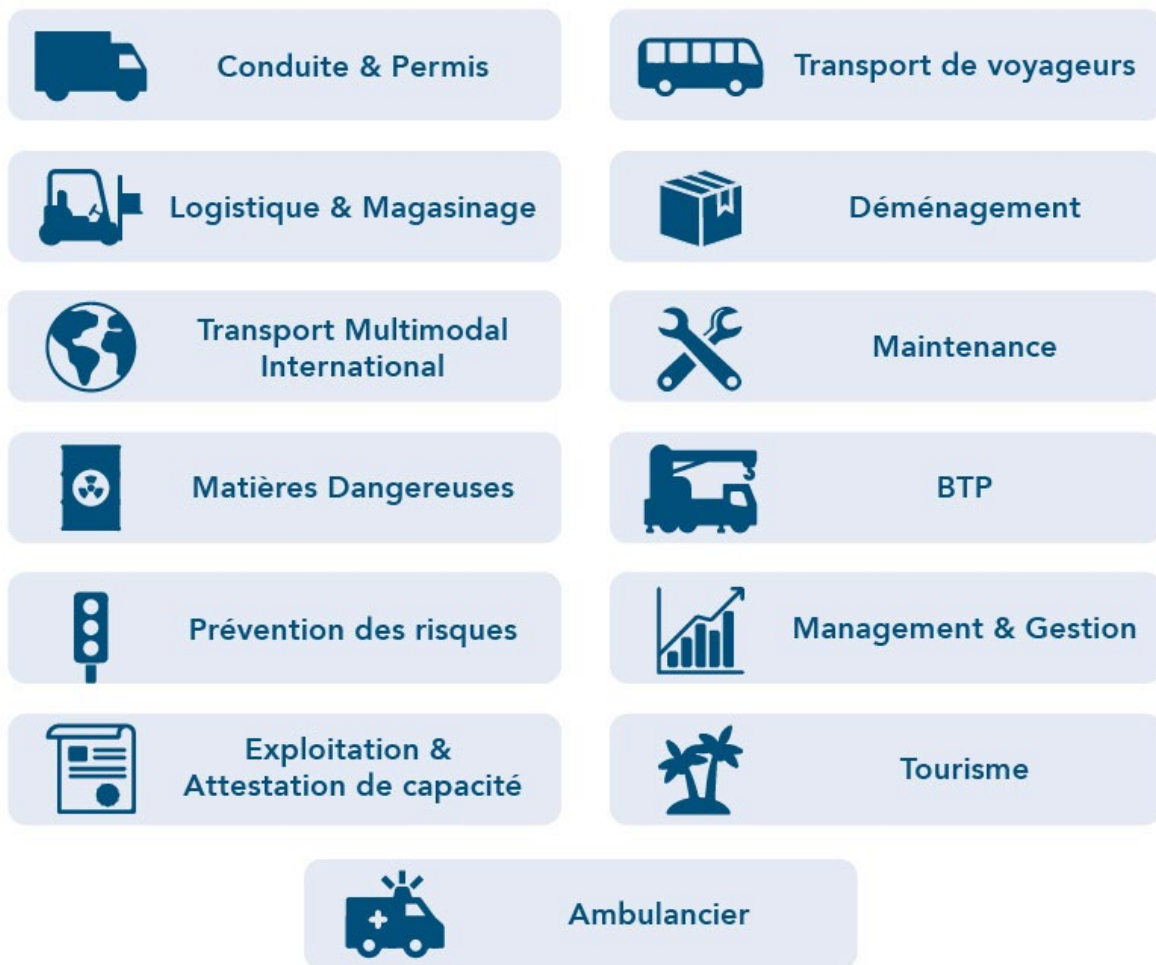 Conduite & Permis
Transport de voyageurs
Logistique & Magasinage
Déménagement
Transport Multimodal
International
Maintenance
Matières Dangereuses
BTP
Prévention des risques
Management & Gestion
Exploitation &
Attestation de capacité
Tourisme
Ambulancier